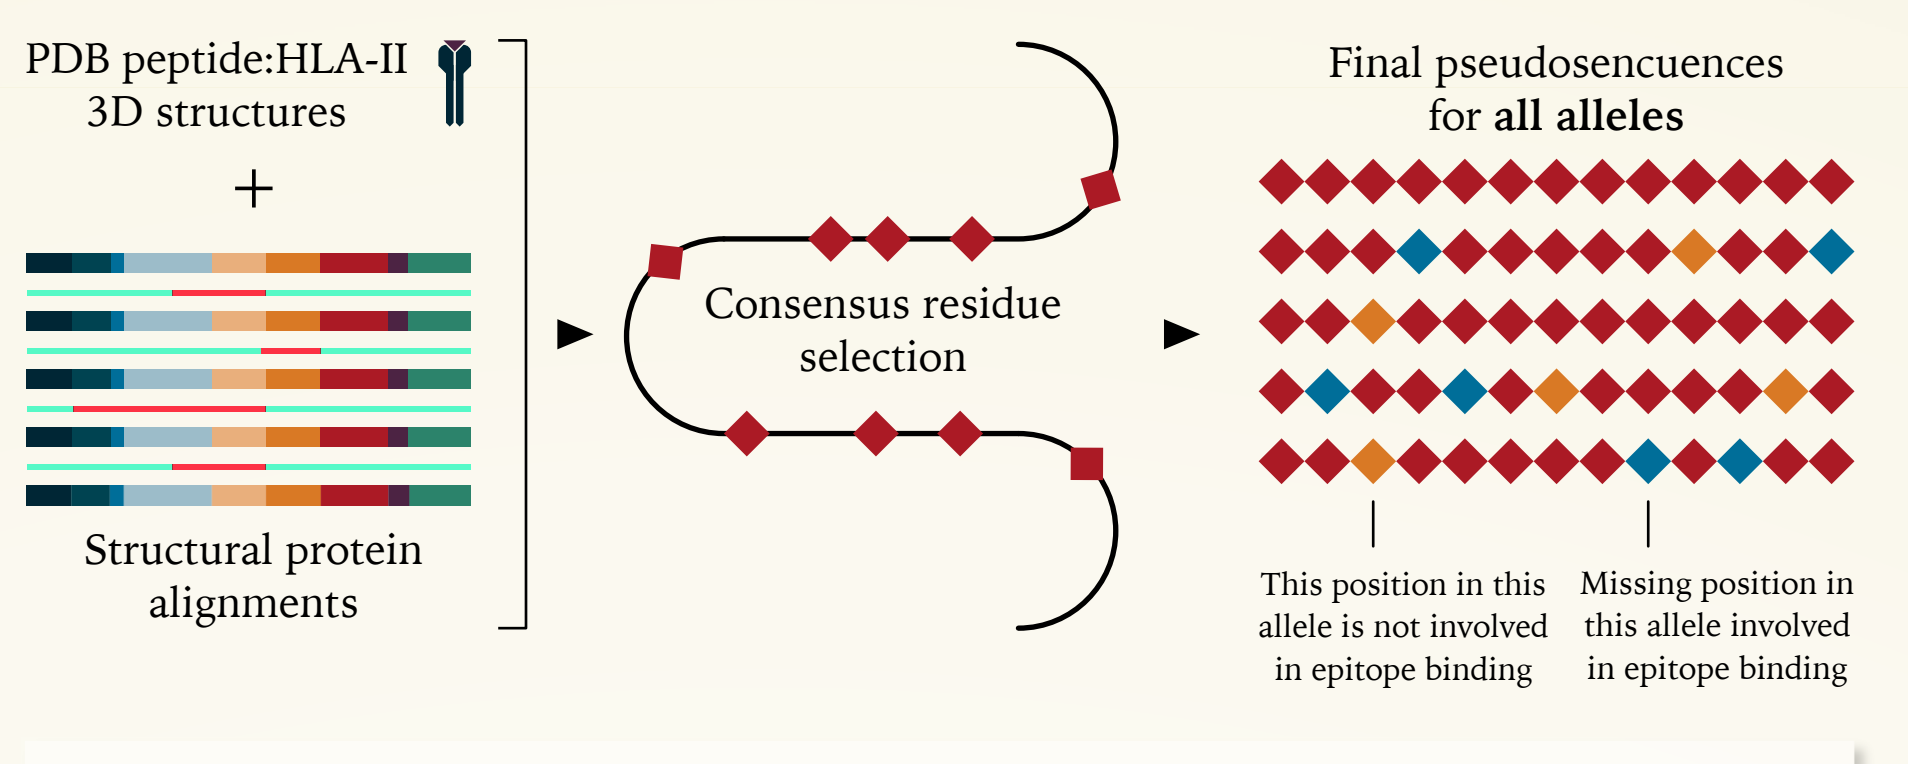 PDB peptide:HLA-II
3D structures
+
Structural protein
alignments
Consensus residue
selection
Final pseudosencuences
for all alleles
This position in this
allele is not involved
in epitope binding
Missing position in
this allele involved
in epitope binding